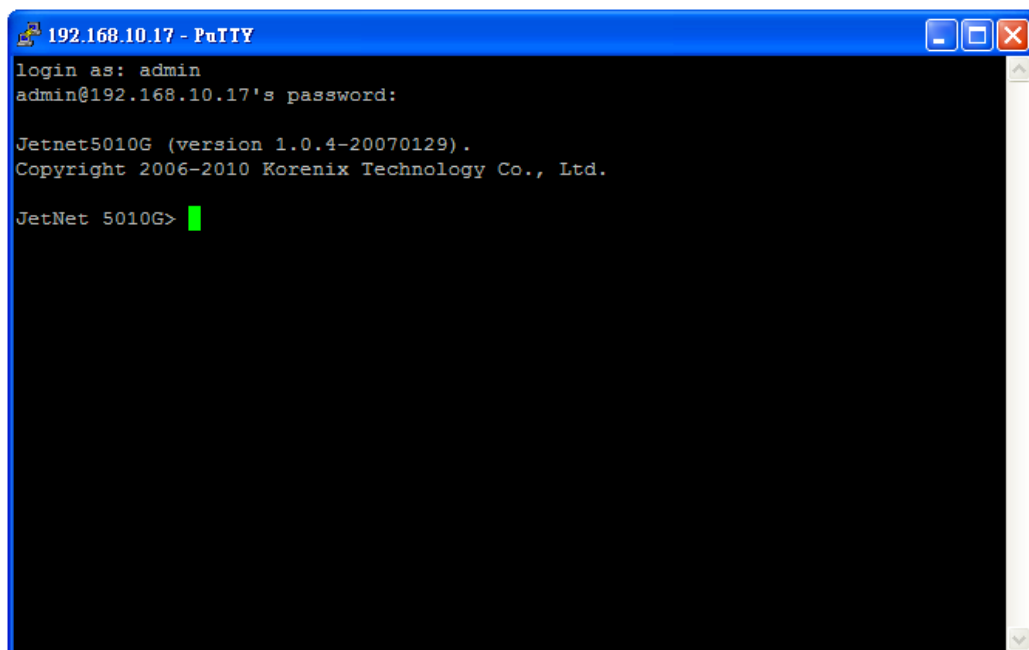 192.168.10.17 - PuTTY
login as: admin
admin@192.168.10.17's password:
Jetnet5010G (version 1.0.4-20070129).
Copyright 2006-2010 Korenix Technology Co., Ltd.
JetNet 5010G>